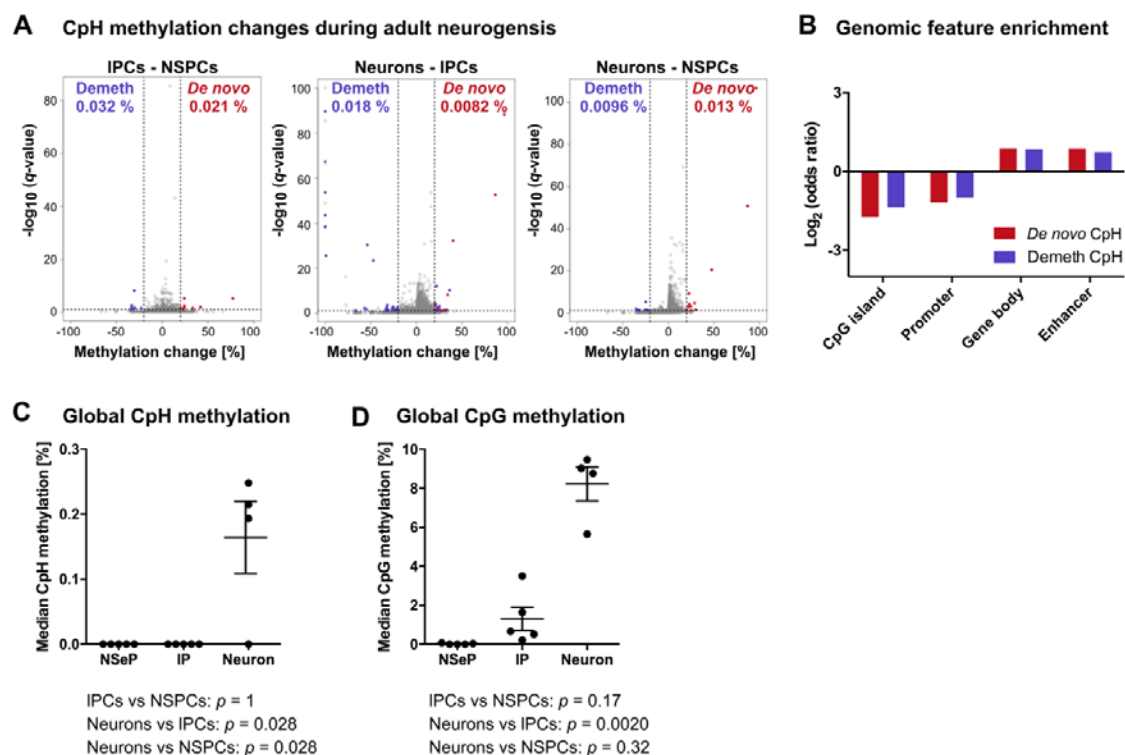 A CpH methylation changes during adult neurogensis
IPCs - NSPCs
Demeth
0.032 %
De novo
0.021 %
-log10 (q-value)
80
60
40
20
0
-100 -50 0 50 100
Methylation change [%]
Neurons - IPCs
Demeth
0.018 %
De novo
0.0082 %
-log10 (q-value)
100
80
60
40
20
0
-100 -50 0 50 100
Methylation change [%]
Neurons - NSPCs
Demeth
0.0096 %
De novo
0.013 %
-log10 (q-value)
100
80
60
40
20
0
-100 -50 0 50 100
Methylation change [%]
B Genomic feature enrichment
Log2 (odds ratio)
3
0
-3
De novo CpH
Demeth CpH
CpG island
Promoter
Gene body
Enhancer
C Global CpH methylation
Median CpH methylation [%]
0.3
0.2
0.1
0.0
NSeP IP Neuron
IPCs vs NSPCs: p = 1
Neurons vs IPCs: p = 0.028
Neurons vs NSPCs: p = 0.028
D Global CpG methylation
Median CpG methylation [%]
10
8
6
4
2
0
NSeP IP Neuron
IPCs vs NSPCs: p = 0.17
Neurons vs IPCs: p = 0.0020
Neurons vs NSPCs: p = 0.32